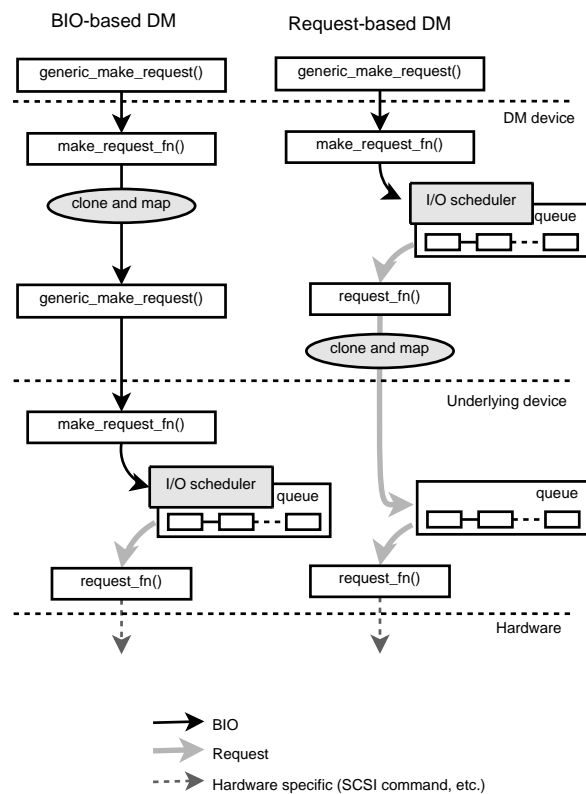 BIO-based DM
Request-based DM
generic_make_request()
generic_make_request()
DM device
make_request_fn()
make_request_fn()
clone and map
I/O scheduler
queue
generic_make_request()
request_fn()
clone and map
Underlying device
make_request_fn()
I/O scheduler
queue
queue
request_fn()
request_fn()
Hardware
BIO
Request
Hardware specific (SCSI command, etc.)